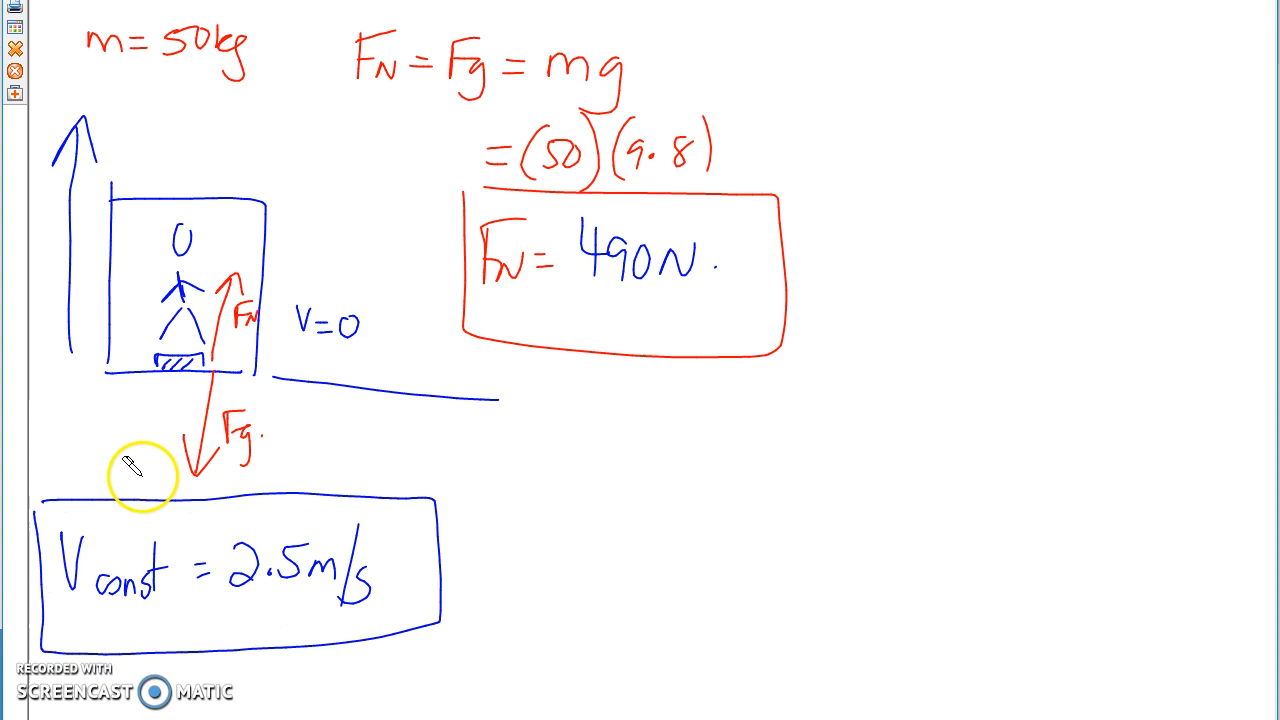 m = 50kg
FN = Fg = mg
= (50)(9.8)
FN = 490N.
FN
V = 0
Fg.
Vconst = 2.5m/s
RECORDED WITH
SCREENCAST MATIC